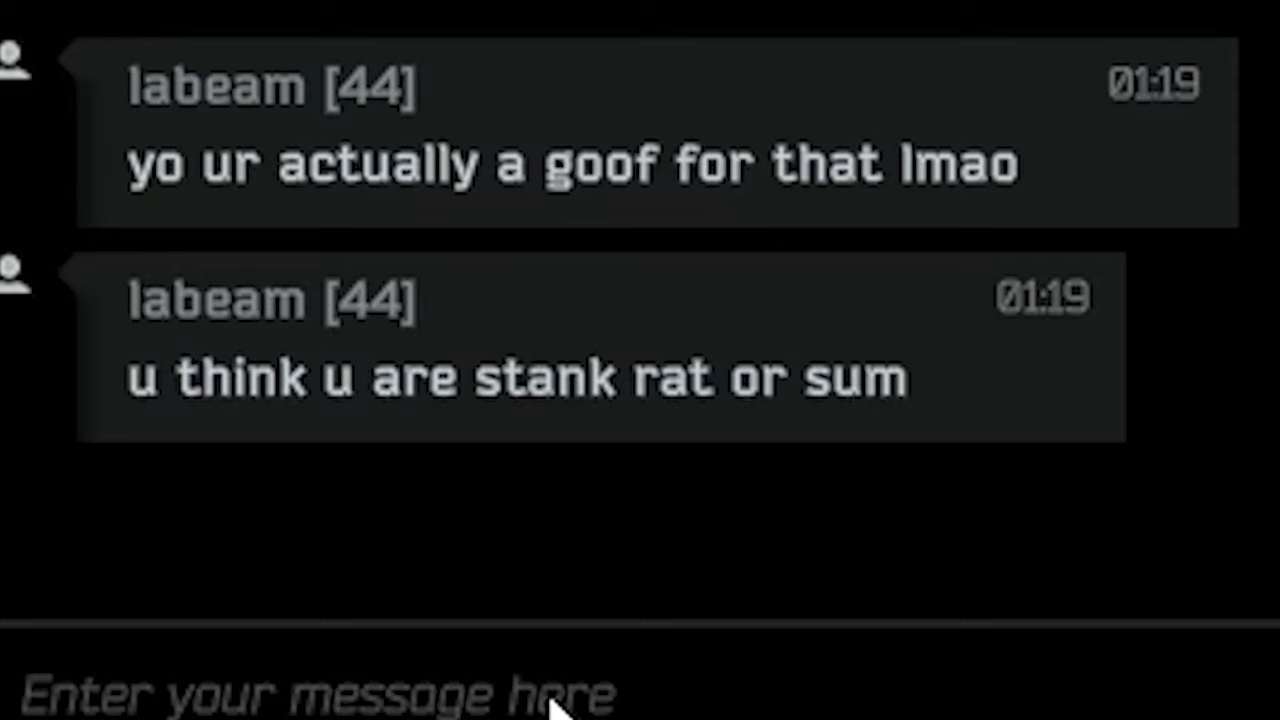 labeam [44]
01:19
yo ur actually a goof for that lmao
labeam [44]
01:19
u think u are stank rat or sum
Enter your message here